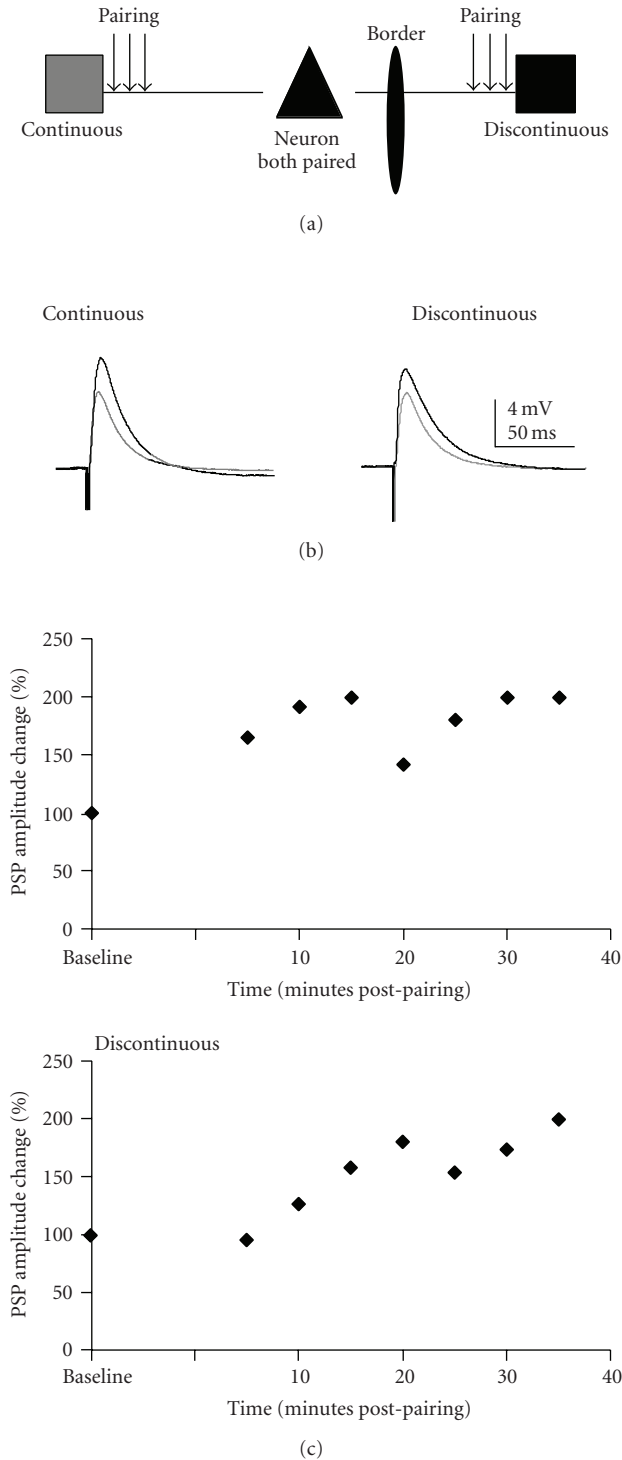 Pairing
Border
Pairing
Continuous
Neuron
both paired
Discontinuous
(a)
Continuous
Discontinuous
4 mV
50 ms
(b)
250
200
150
100
50
0
PSP amplitude change (%)
Baseline
10
20
30
40
Time (minutes post-pairing)
Discontinuous
250
200
150
100
50
0
PSP amplitude change (%)
Baseline
10
20
30
40
Time (minutes post-pairing)
(c)